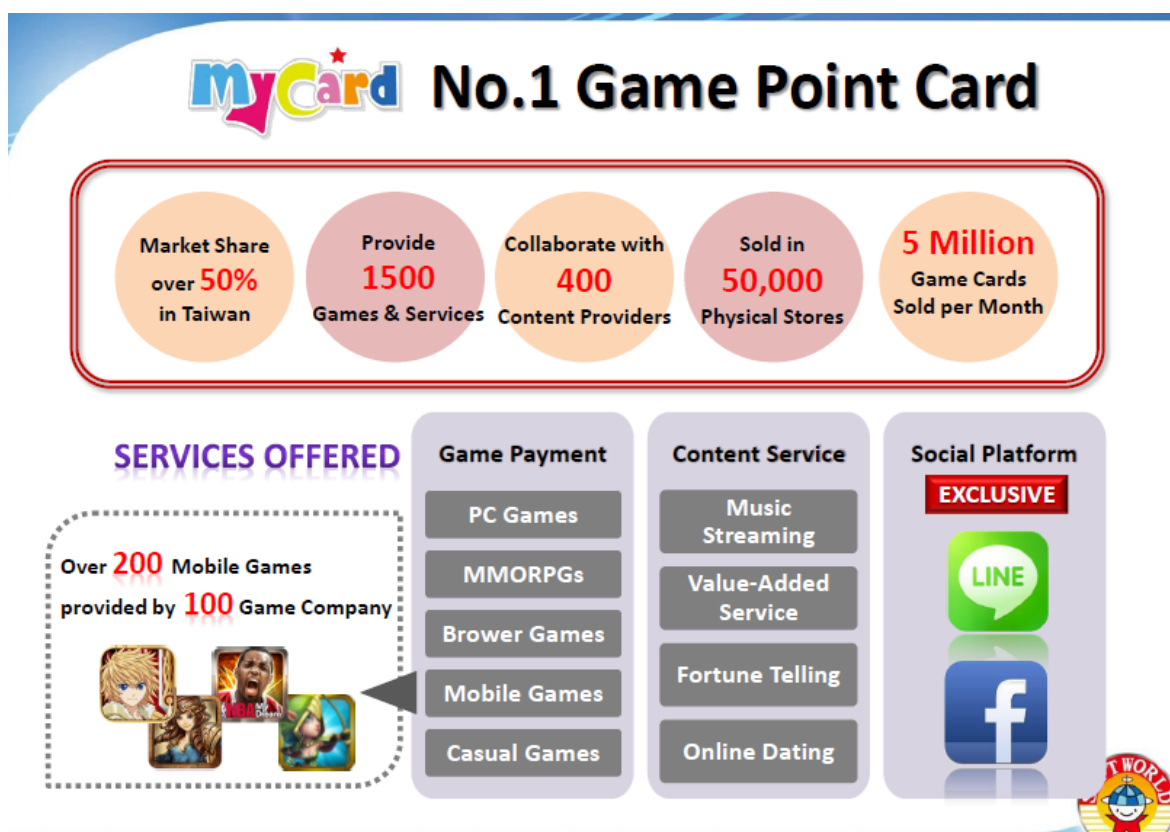 MyCard No.1 Game Point Card
Market Share
over 50%
in Taiwan
Provide
1500
Games & Services
Collaborate with
400
Content Providers
Sold in
50,000
Physical Stores
5 Million
Game Cards
Sold per Month
SERVICES OFFERED
Over 200 Mobile Games
provided by 100 Game Company
NBA
Game Payment
PC Games
MMORPGs
Brower Games
Mobile Games
Casual Games
Content Service
Music
Streaming
Value-Added
Service
Fortune Telling
Online Dating
Social Platform
EXCLUSIVE
LINE
f
T WORLD